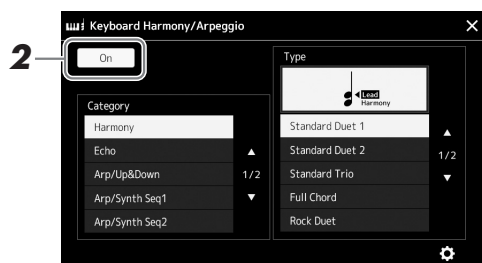 Keyboard Harmony/Arpeggio
2
On
Category
Harmony
Echo
Arp/Up&Down
Arp/Synth Seq1
Arp/Synth Seq2
1/2
Type
Lead
Harmony
Standard Duet 1
Standard Duet 2
Standard Trio
Full Chord
Rock Duet
1/2